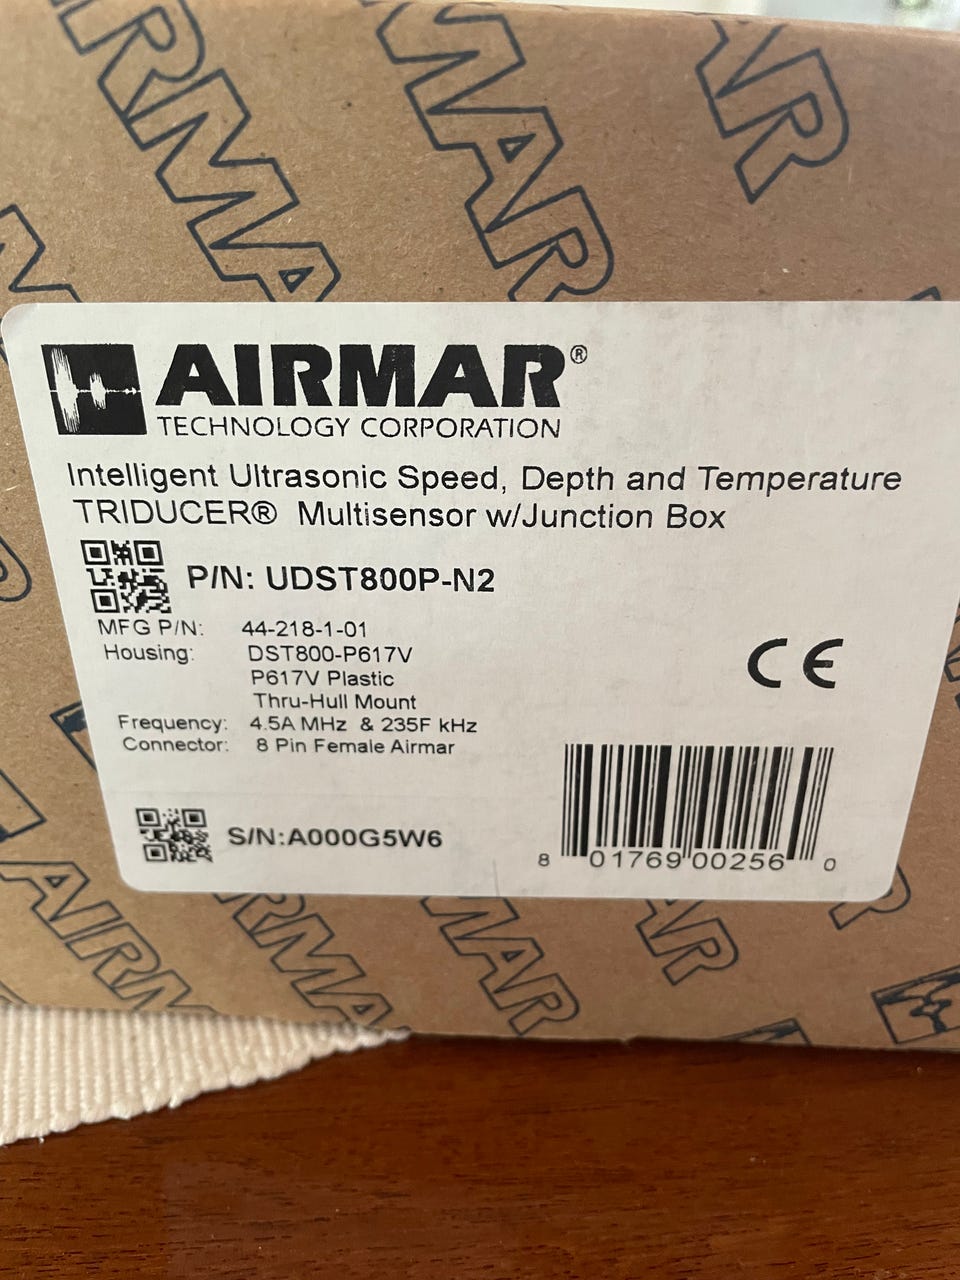 AIRMAR®
TECHNOLOGY CORPORATION
Intelligent Ultrasonic Speed, Depth and Temperature
TRIDUCER® Multisensor w/Junction Box
P/N: UDST800P-N2
MFG P/N: 44-218-1-01
Housing: DST800-P617V
P617V Plastic
Thru-Hull Mount
Frequency: 4.5A MHz & 235F kHz
Connector: 8 Pin Female Airmar
CE
S/N:A000G5W6
8 01769 00256 0